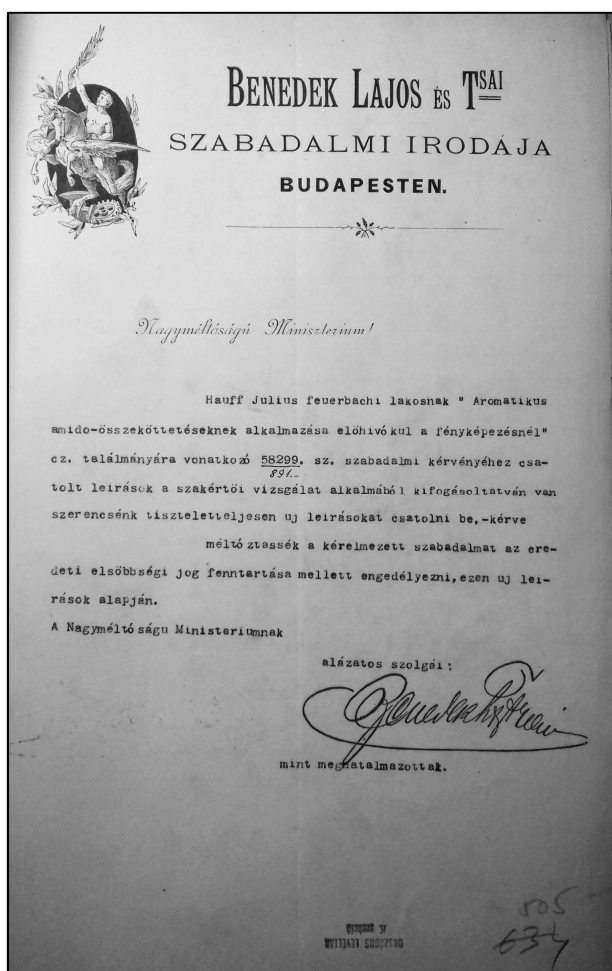 BENEDEK LAJOS ÉS TSAI
SZABADALMI IRODÁJA
BUDAPESTEN.
Nagyméltóságú Miniszterium!
Hauff Julius feuerbachi lakosnak " Aromatikus
amido-összeköttetéseknek alkalmazása előhivókul a fényképezésnél"
cz. találmányára vonatkozó 58299. sz. szabadalmi kérvényéhez csa-
891.-
tolt leirások a szakértöi vizsgálat alkalmából kifogásoltatván van
szerencsénk tiszteletteljesen uj leirásokat csatolni be,-kérve
méltóztassék a kérelmezett szabadalmat az ere-
deti elsöbbségi jog fenntartása mellett engedélyezni,ezen uj lei-
rások alapján.
A Nagyméltóságu Ministeriumnak
alázatos szolgái :
mint meghatalmazottak.
505
634
ORSZÁGOS LEVÉLTÁR